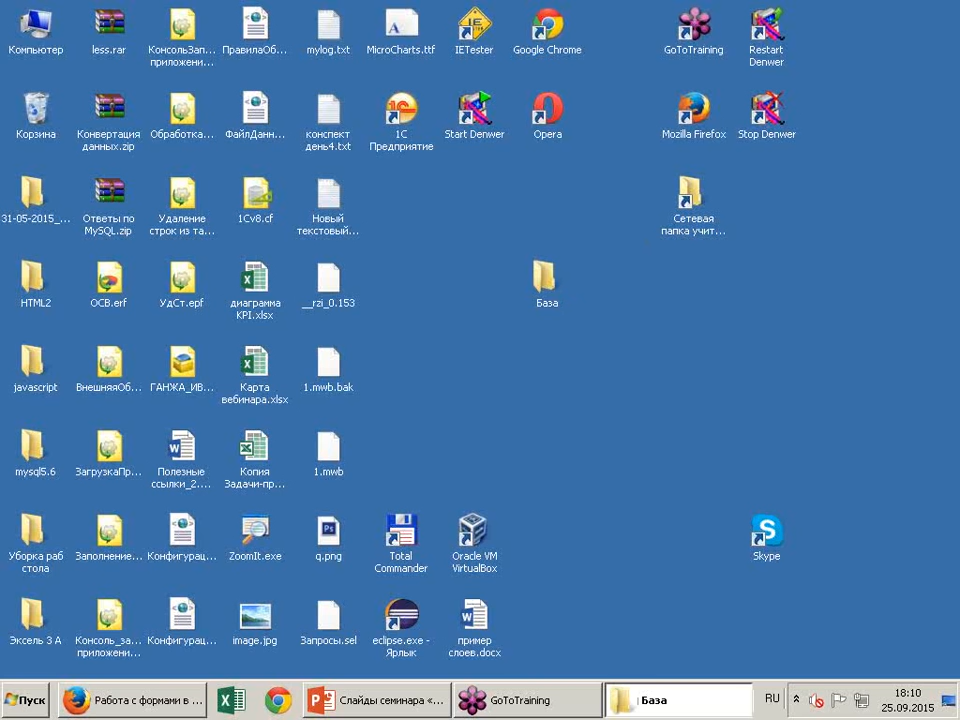 Компьютер
less.rar
КонсольЗап...
приложени...
ПравилаОб...
mylog.txt
MicroCharts.ttf
IETester
Google Chrome
GoToTraining
Restart
Denwer
Корзина
Конвертация
данных.zip
Обработка...
ФайлДанн...
конспект
день4.txt
1С
Предприятие
Start Denwer
Opera
Mozilla Firefox
Stop Denwer
31-05-2015_...
Ответы по
MySQL.zip
Удаление
строк из та...
1Cv8.cf
Новый
текстовый...
Сетевая
папка учит...
HTML2
ОСВ.erf
УдСт.epf
диаграмма
KPI.xlsx
__rzi_0.153
База
javascript
ВнешняяОб...
ГАНЖА_ИВ...
Карта
вебинара.xlsx
1.mwb.bak
mysql5.6
ЗагрузкаПр...
Полезные
ссылки_2....
Копия
Задачи-пр...
1.mwb
Уборка раб
стола
Заполнение...
Конфигурац...
ZoomIt.exe
q.png
Total
Commander
Oracle VM
VirtualBox
Skype
Эксель 3 А
Консоль_за...
приложени...
Конфигурац...
image.jpg
Запросы.sel
eclipse.exe -
Ярлык
пример
слоев.docx
Пуск
Работа с формами в ...
Слайды семинара «...
GoToTraining
База
RU
18:10
25.09.2015